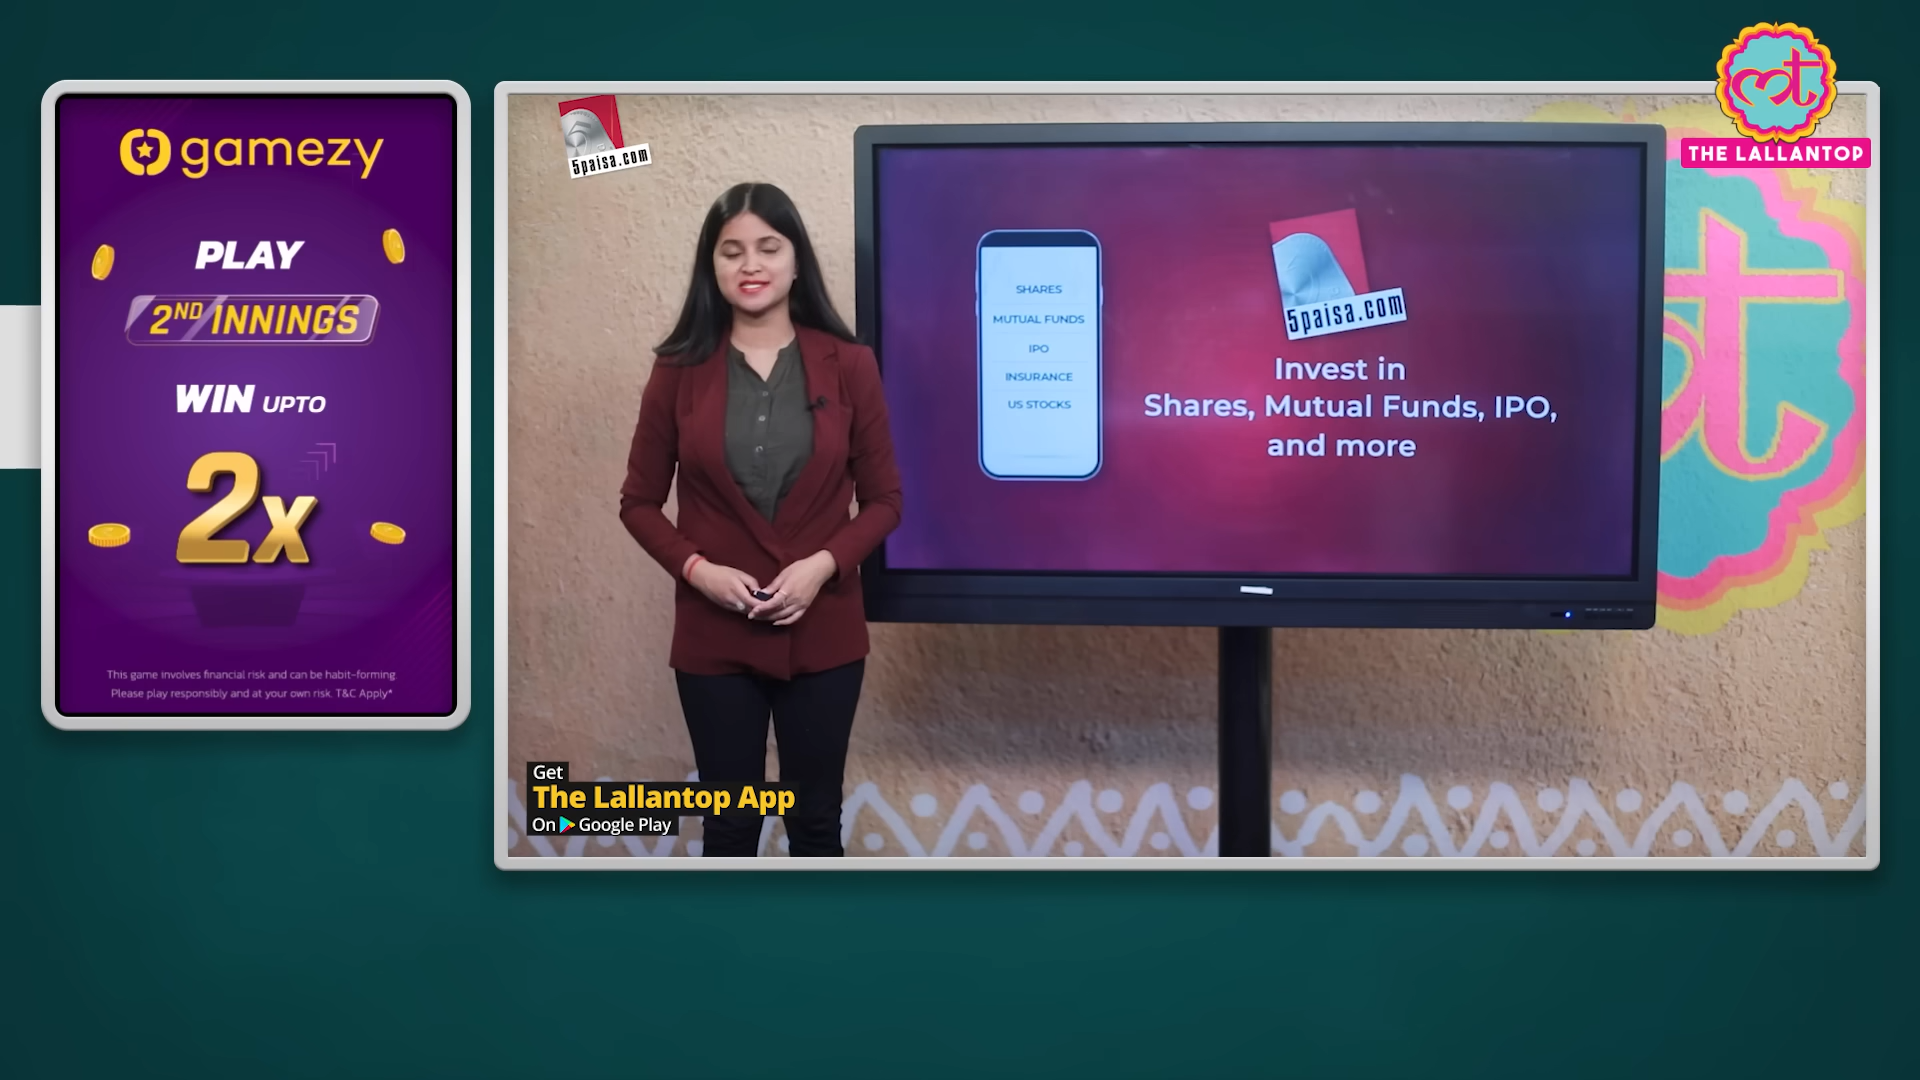 gamezy
PLAY
2ND INNINGS
WIN UPTO
2x
This game involves financial risk and can be habit-forming
Please play responsibly and at your own risk. T&C Apply*
5paisa.com
SHARES
MUTUAL FUNDS
IPO
INSURANCE
US STOCKS
5paisa.com
Invest in
Shares, Mutual Funds, IPO,
and more
THE LALLANTOP
Get
The Lallantop App
On Google Play